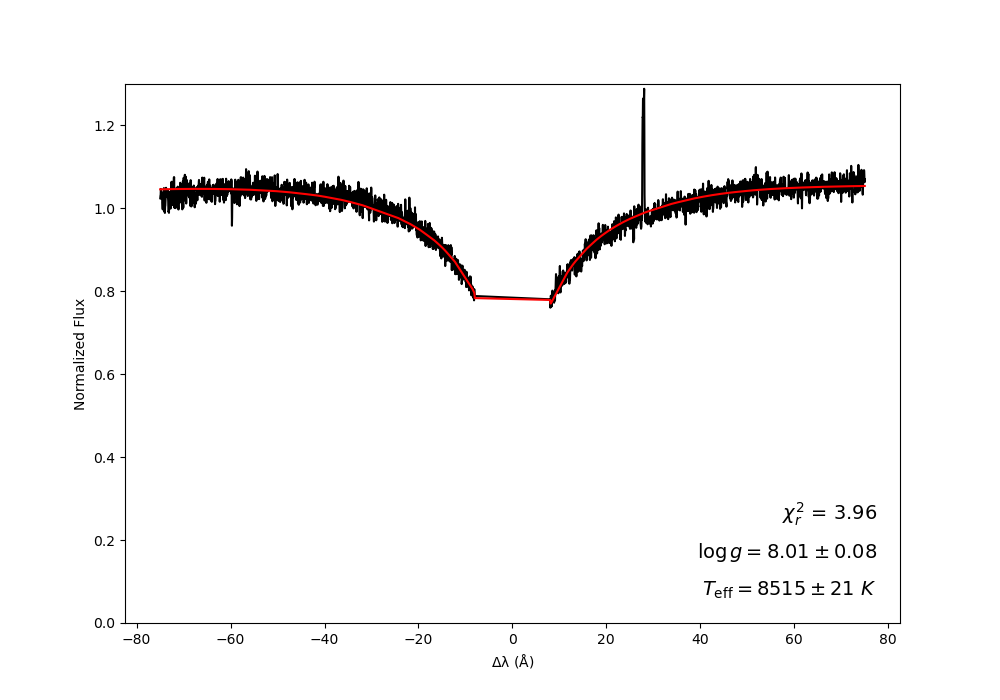 Normalized Flux
1.2
1.0
0.8
0.6
0.4
0.2
0.0
χ²ᵣ = 3.96
log g = 8.01 ± 0.08
T_eff = 8515 ± 21 K
−80 −60 −40 −20 0 20 40 60 80
Δλ (Å)